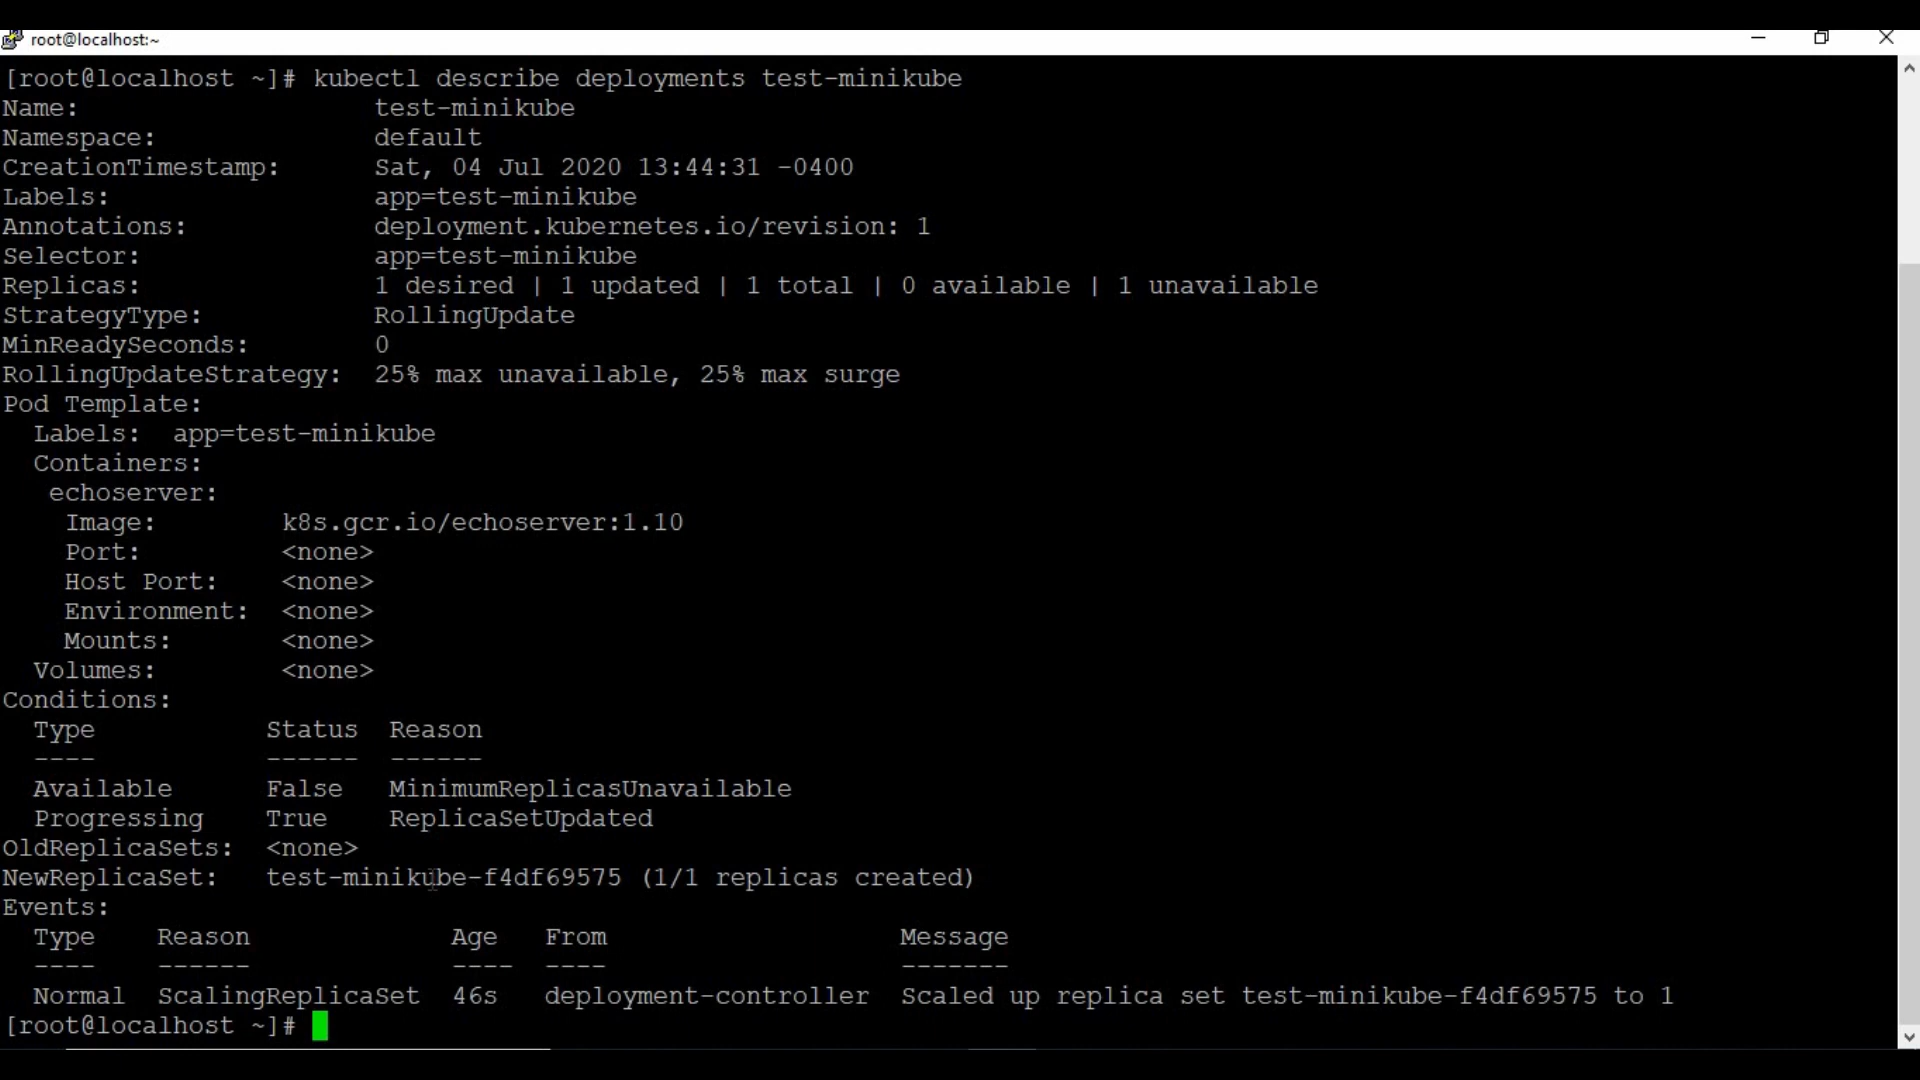 root@localhost:~
[root@localhost ~]# kubectl describe deployments test-minikube
Name:                   test-minikube
Namespace:              default
CreationTimestamp:      Sat, 04 Jul 2020 13:44:31 -0400
Labels:                 app=test-minikube
Annotations:            deployment.kubernetes.io/revision: 1
Selector:               app=test-minikube
Replicas:               1 desired | 1 updated | 1 total | 0 available | 1 unavailable
StrategyType:           RollingUpdate
MinReadySeconds:        0
RollingUpdateStrategy:  25% max unavailable, 25% max surge
Pod Template:
  Labels:  app=test-minikube
  Containers:
   echoserver:
    Image:        k8s.gcr.io/echoserver:1.10
    Port:         <none>
    Host Port:    <none>
    Environment:  <none>
    Mounts:       <none>
  Volumes:        <none>
Conditions:
  Type           Status  Reason
  ----           ------  ------
  Available      False   MinimumReplicasUnavailable
  Progressing    True    ReplicaSetUpdated
OldReplicaSets:  <none>
NewReplicaSet:   test-minikube-f4df69575 (1/1 replicas created)
Events:
  Type    Reason             Age   From                   Message
  ----    ------             ----  ----                   -------
  Normal  ScalingReplicaSet  46s   deployment-controller  Scaled up replica set test-minikube-f4df69575 to 1
[root@localhost ~]#